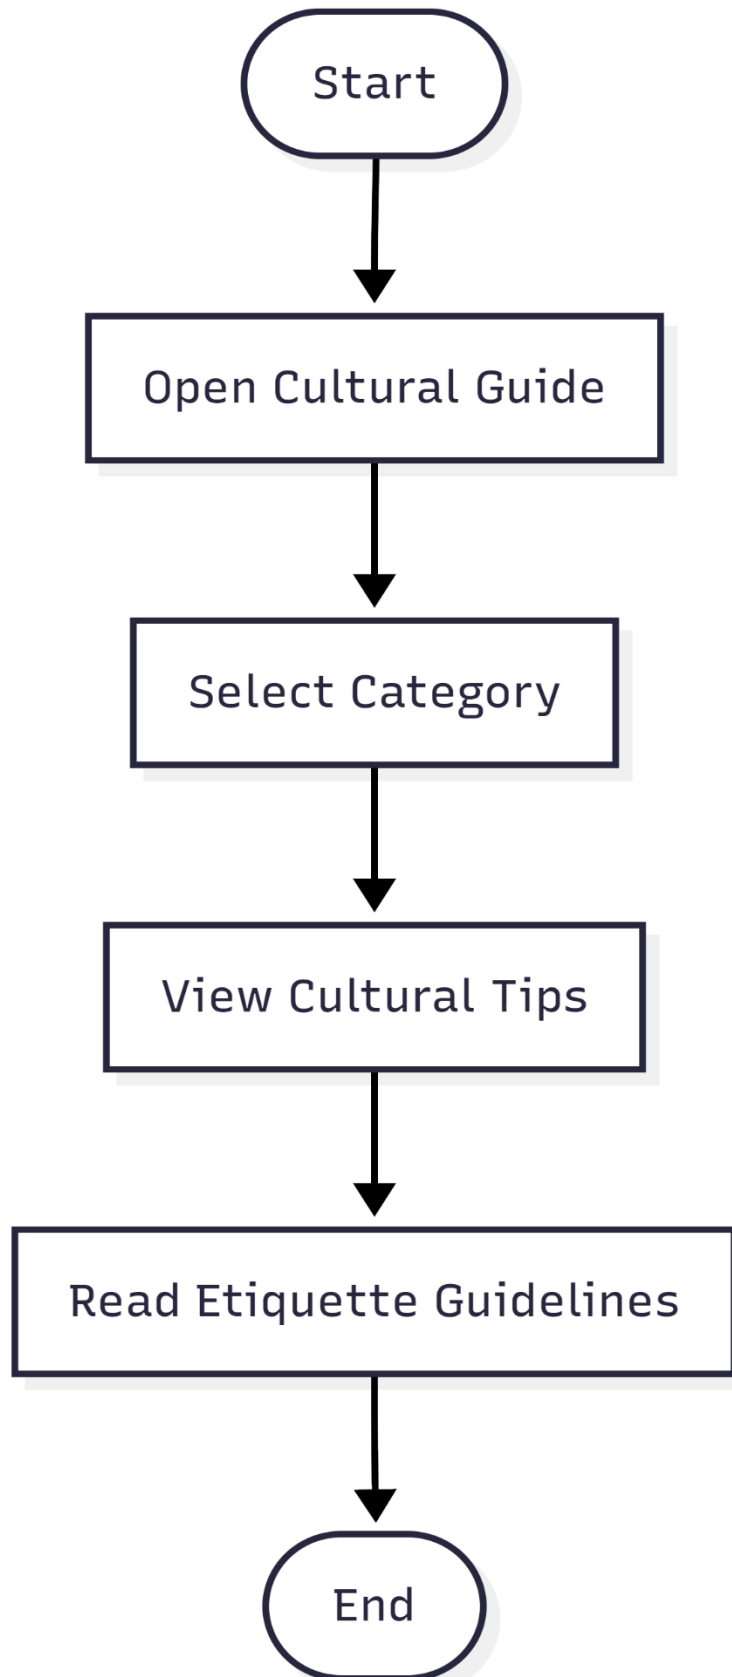 Start
Open Cultural Guide
Select Category
View Cultural Tips
Read Etiquette Guidelines
End